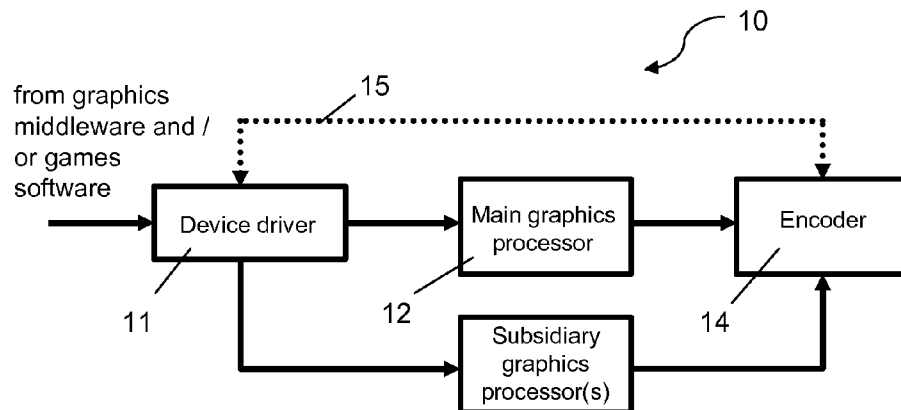 10
from graphics
middleware and /
or games
software
15
Device driver
Main graphics
processor
Encoder
11
12
14
Subsidiary
graphics
processor(s)